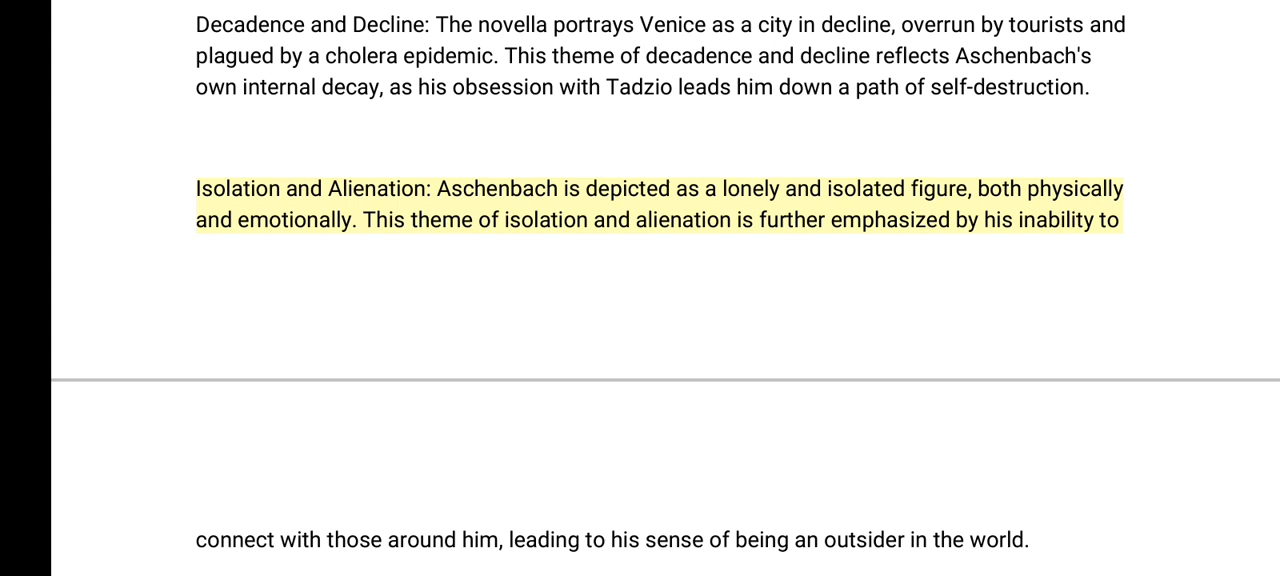 Decadence and Decline: The novella portrays Venice as a city in decline, overrun by tourists and
plagued by a cholera epidemic. This theme of decadence and decline reflects Aschenbach's
own internal decay, as his obsession with Tadzio leads him down a path of self-destruction.
Isolation and Alienation: Aschenbach is depicted as a lonely and isolated figure, both physically
and emotionally. This theme of isolation and alienation is further emphasized by his inability to
connect with those around him, leading to his sense of being an outsider in the world.